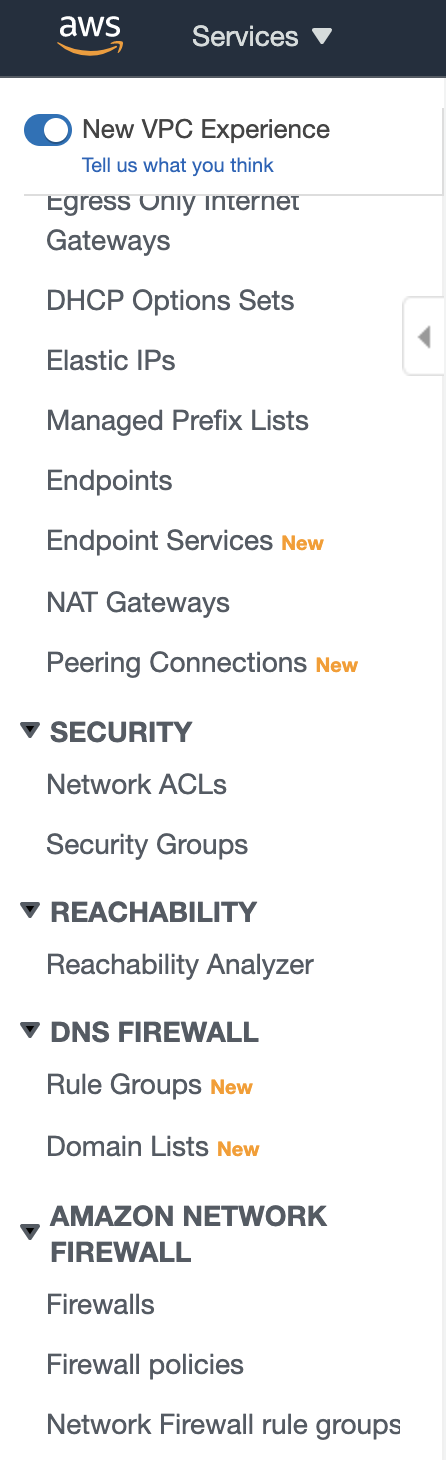 aws
Services
New VPC Experience
Tell us what you think
Egress Only Internet
Gateways
DHCP Options Sets
Elastic IPs
Managed Prefix Lists
Endpoints
Endpoint Services New
NAT Gateways
Peering Connections New
SECURITY
Network ACLs
Security Groups
REACHABILITY
Reachability Analyzer
DNS FIREWALL
Rule Groups New
Domain Lists New
AMAZON NETWORK
FIREWALL
Firewalls
Firewall policies
Network Firewall rule groups